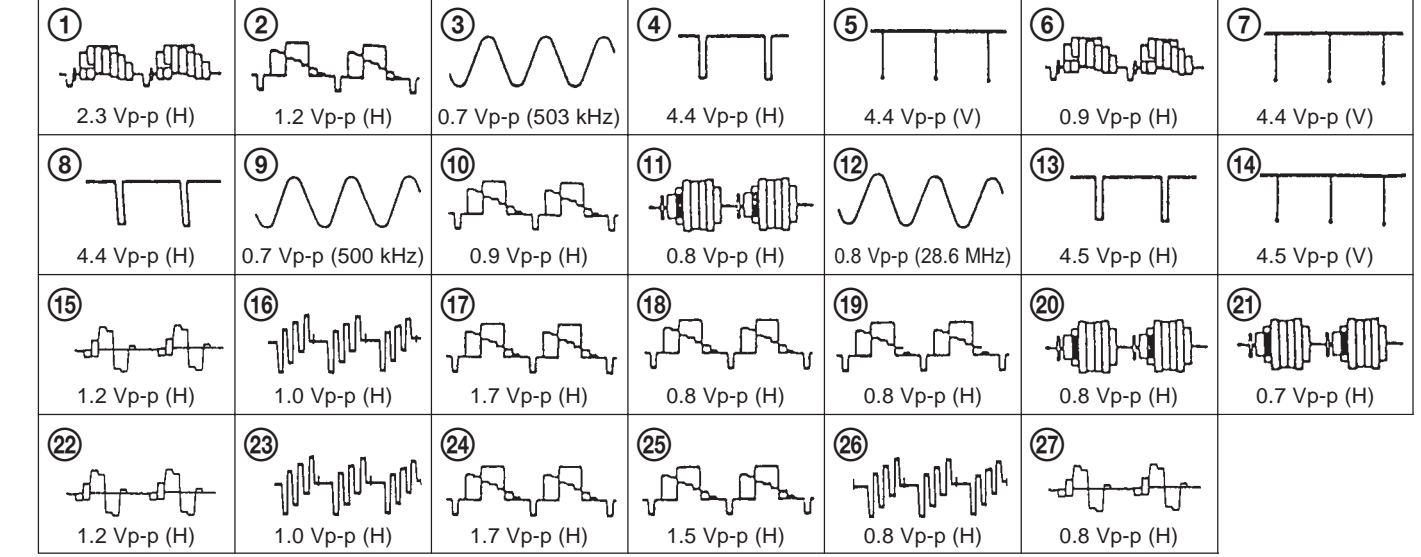 ① ② ③ ④ ⑤ ⑥ ⑦
2.3 Vp-p (H) 1.2 Vp-p (H) 0.7 Vp-p (503 kHz) 4.4 Vp-p (H) 4.4 Vp-p (V) 0.9 Vp-p (H) 4.4 Vp-p (V)
⑧ ⑨ ⑩ ⑪ ⑫ ⑬ ⑭
4.4 Vp-p (H) 0.7 Vp-p (500 kHz) 0.9 Vp-p (H) 0.8 Vp-p (H) 0.8 Vp-p (28.6 MHz) 4.5 Vp-p (H) 4.5 Vp-p (V)
⑮ ⑯ ⑰ ⑱ ⑲ ⑳ ㉑
1.2 Vp-p (H) 1.0 Vp-p (H) 1.7 Vp-p (H) 0.8 Vp-p (H) 0.8 Vp-p (H) 0.8 Vp-p (H) 0.7 Vp-p (H)
㉒ ㉓ ㉔ ㉕ ㉖ ㉗
1.2 Vp-p (H) 1.0 Vp-p (H) 1.7 Vp-p (H) 1.5 Vp-p (H) 0.8 Vp-p (H) 0.8 Vp-p (H)